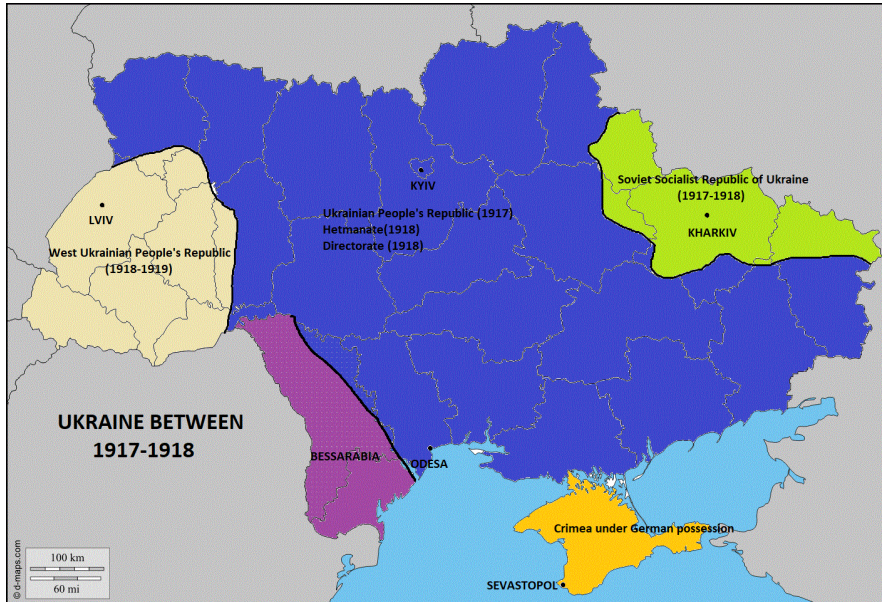 KYIV
Soviet Socialist Republic of Ukraine
(1917-1918)
KHARKIV
LVIV
Ukrainian People's Republic (1917)
Hetmanate(1918)
Directorate (1918)
West Ukrainian People's Republic
(1918-1919)
UKRAINE BETWEEN
1917-1918
BESSARABIA
ODESA
Crimea under German possession
SEVASTOPOL
100 km
60 mi
© d-maps.com